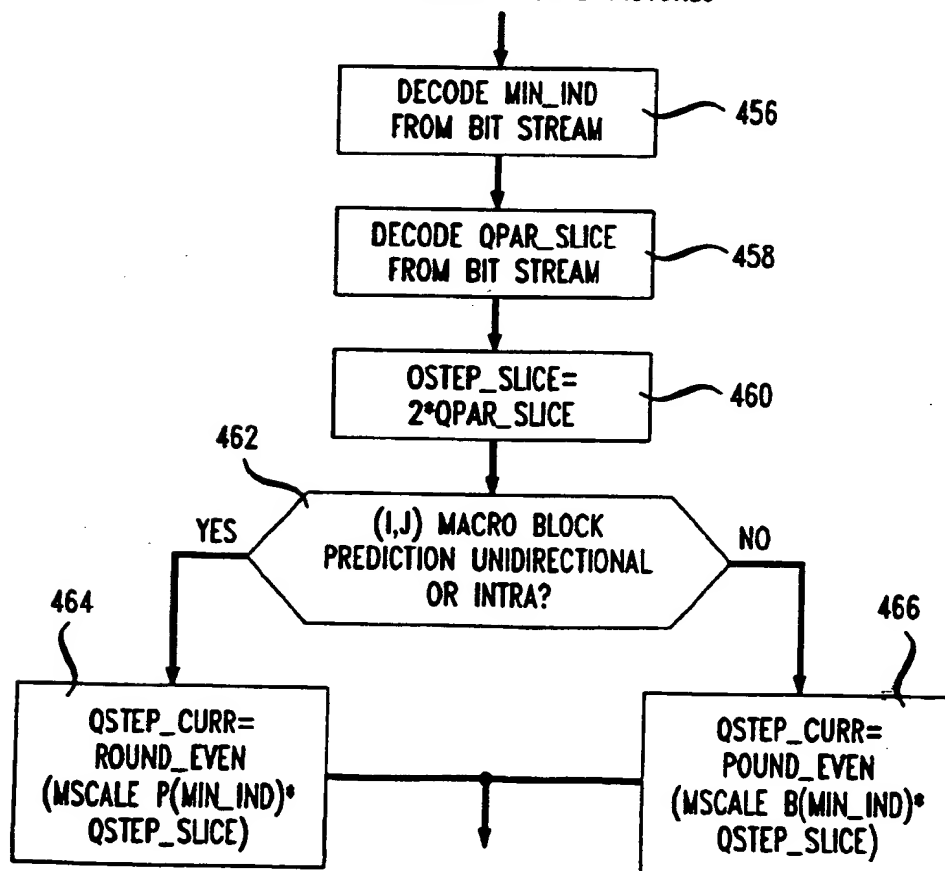 DECODE MIN_IND
FROM BIT STREAM
456
DECODE QPAR_SLICE
FROM BIT STREAM
458
OSTEP_SLICE=
2*QPAR_SLICE
460
462
(I,J) MACRO BLOCK
PREDICTION UNIDIRECTIONAL
OR INTRA?
YES
NO
464
466
QSTEP_CURR=
ROUND_EVEN
(MSCALE P(MIN_IND)*
QSTEP_SLICE)
QSTEP_CURR=
POUND_EVEN
(MSCALE B(MIN_IND)*
QSTEP_SLICE)